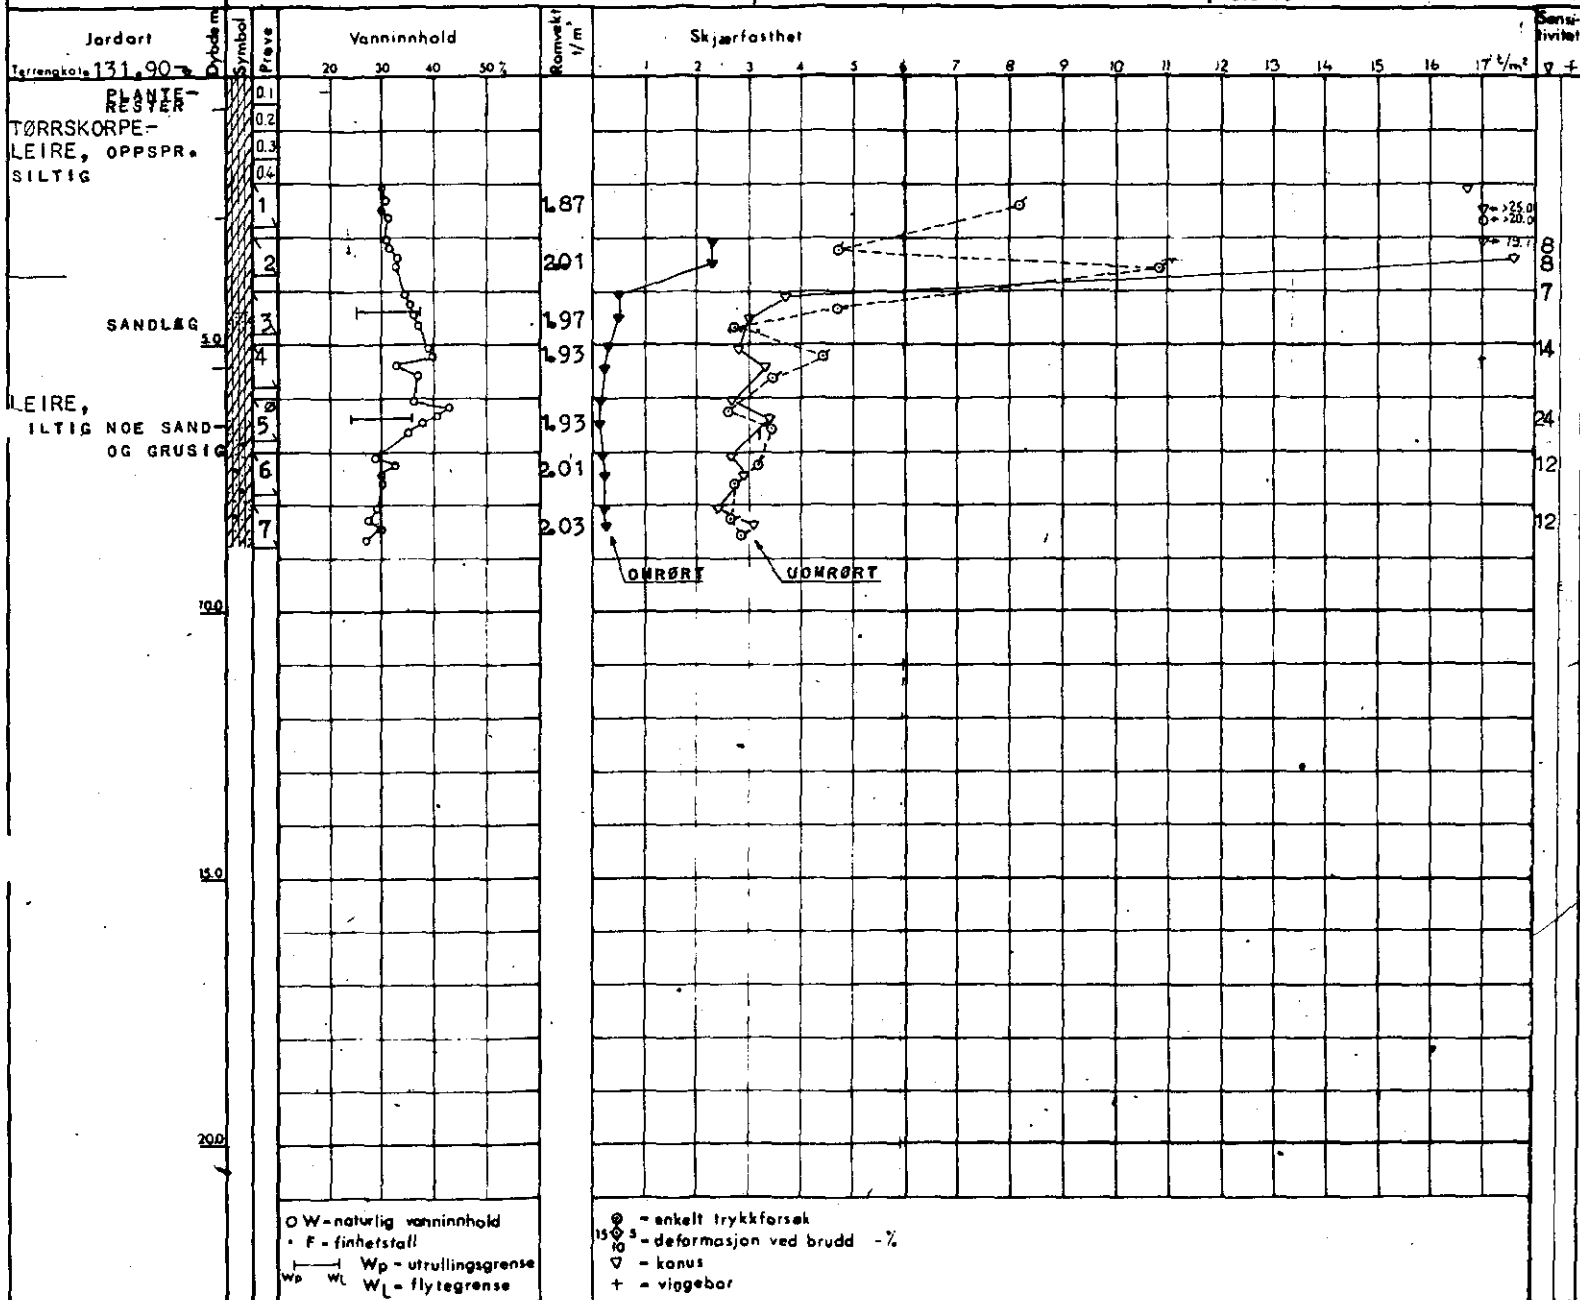 Jordart
Dybde m
Symbol
Prøve
Vanninnhold
Romvekt t/m³
Skjærfasthet
Sensitivitet
Terrengkote 131.90
20 30 40 50 %
1 2 3 4 5 6 7 8 9 10 11 12 13 14 15 16 17 t/m²
∇ +
PLANTE-
RESTER
0.1
0.2
TØRRSKORPE-
LEIRE, OPPSPR.
0.3
SILTIG
0.4
1 1.87
>25.0
>20.0
19.7
8
2 2.01 8
7
SANDLÆG 3 1.97
5.0
4 1.93 14
LEIRE,
ILTIG NOE SAND-
OG GRUSIG
Ø
5 1.93 24
6 2.01 12
7 2.03 12
OMRØRT UOMRØRT
10.0
15.0
20.0
O W-naturlig vanninnhold
· F - finhetstall
Wp WL Wp - utrullingsgrense
WL - flytegrense
- enkelt trykkforsøk
15 5 10 - deformasjon ved brudd - %
∇ - konus
+ - vingebor